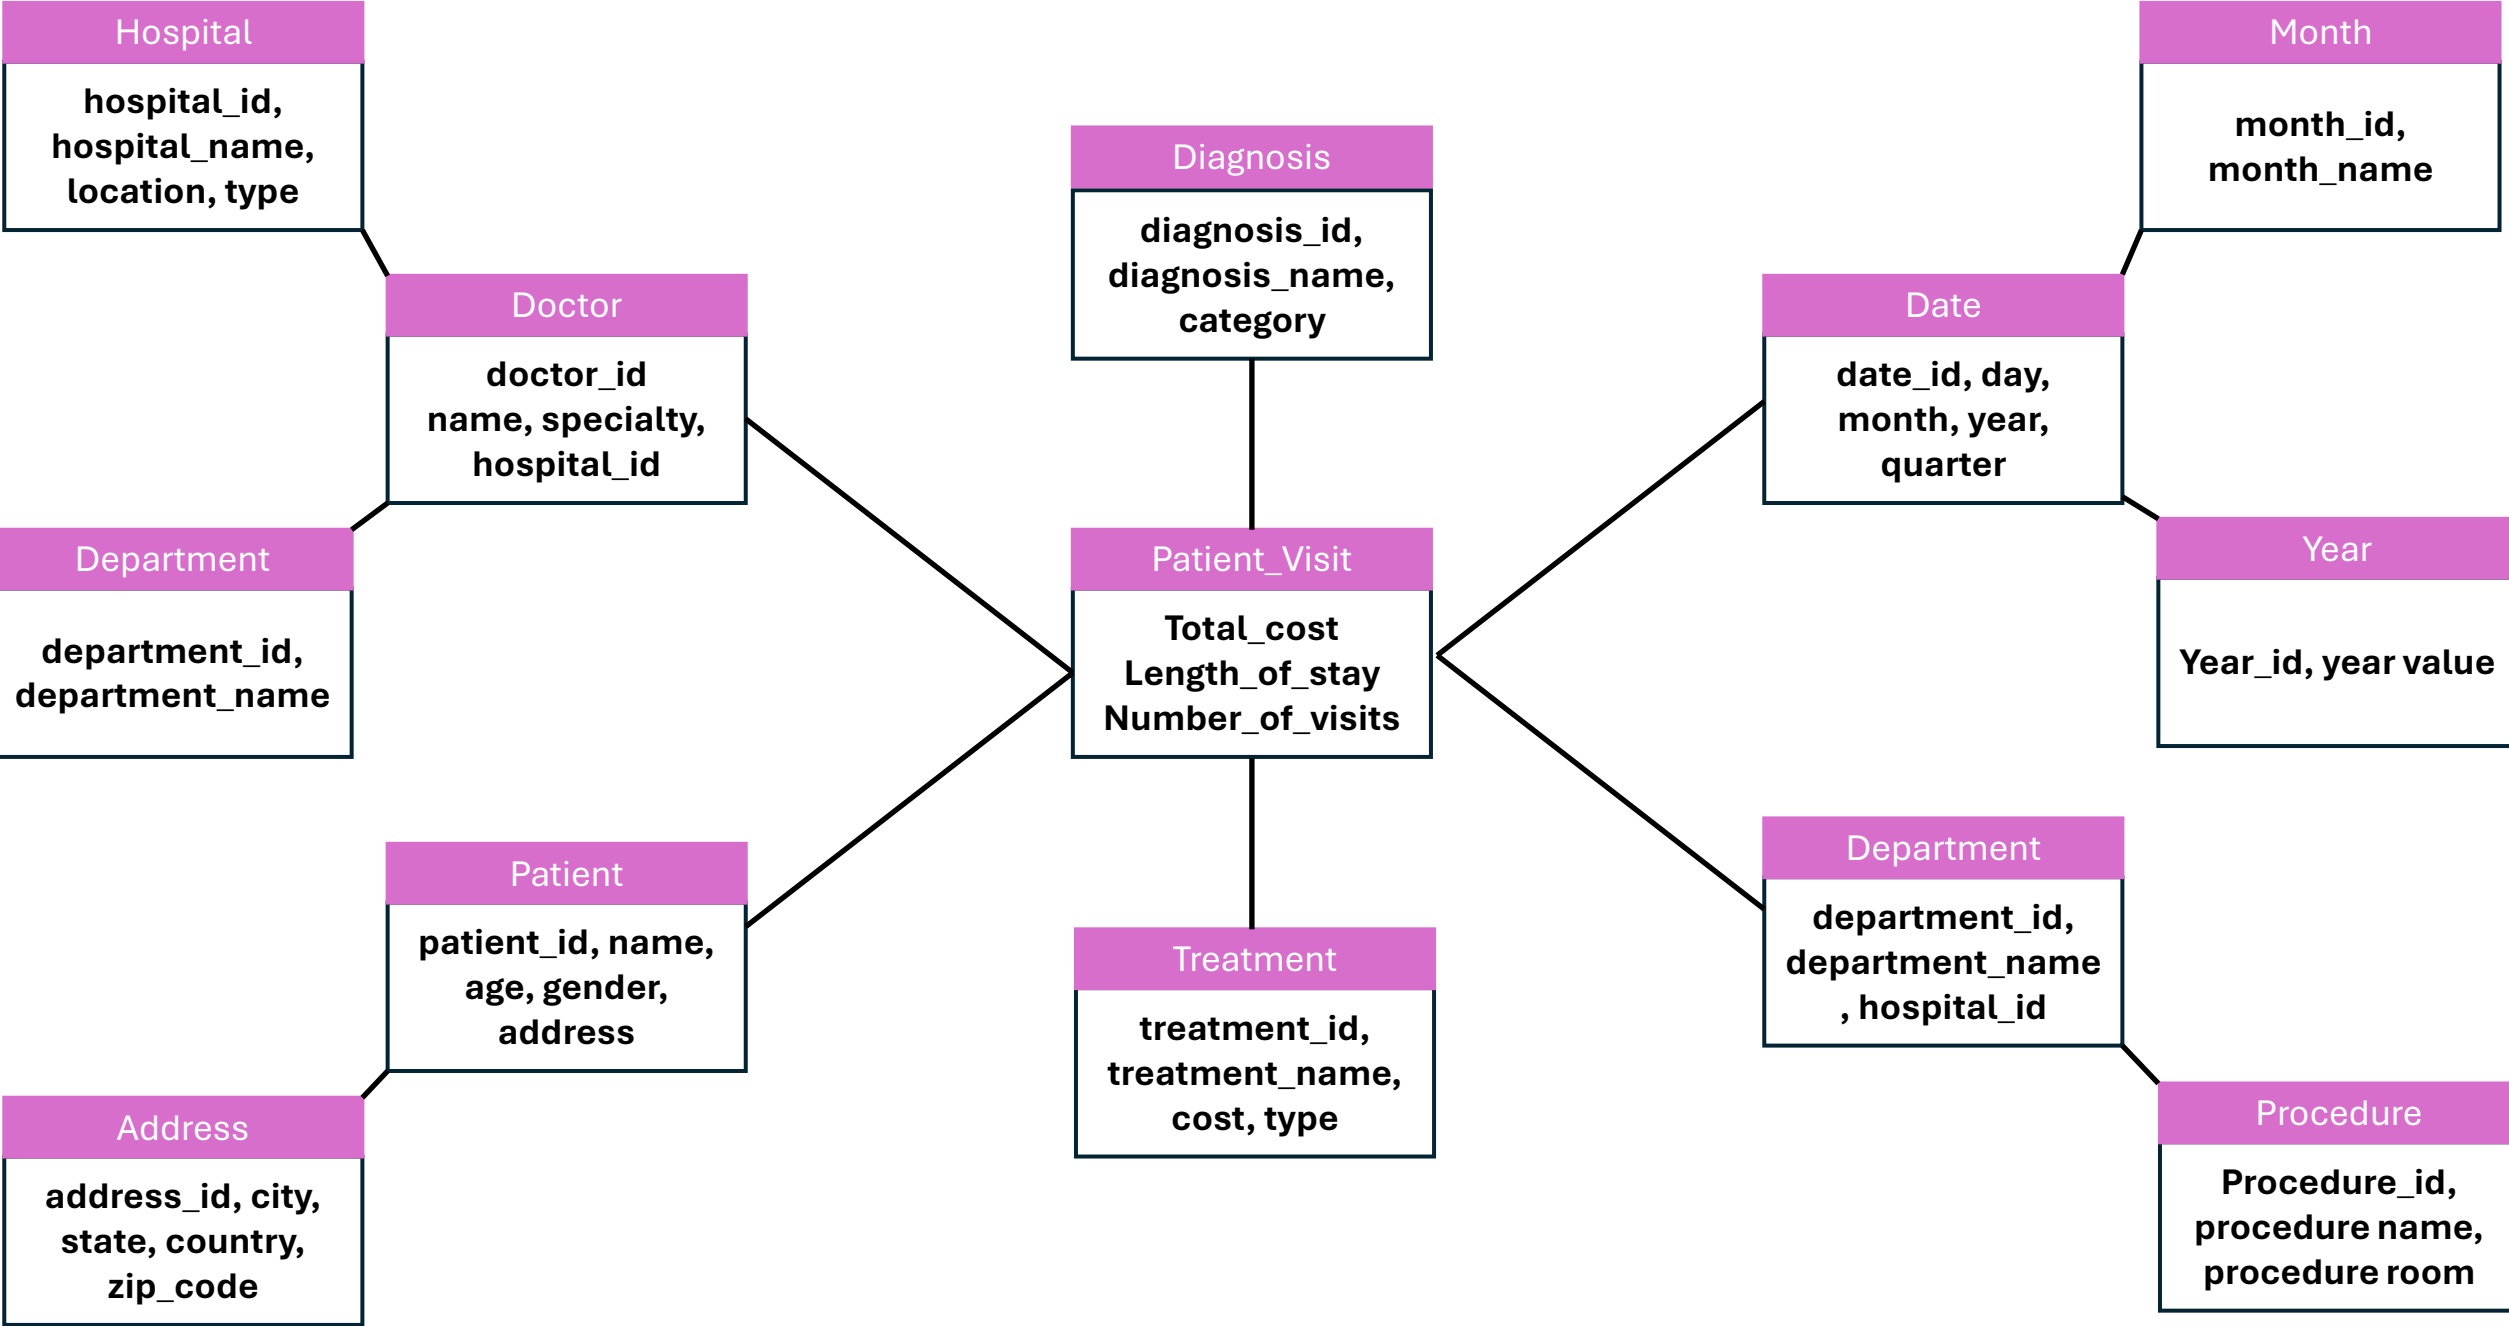 Hospital
hospital_id,
hospital_name,
location, type
Doctor
doctor_id
name, specialty,
hospital_id
Department
department_id,
department_name
Patient
patient_id, name,
age, gender,
address
Address
address_id, city,
state, country,
zip_code
Diagnosis
diagnosis_id,
diagnosis_name,
category
Patient_Visit
Total_cost
Length_of_stay
Number_of_visits
Treatment
treatment_id,
treatment_name,
cost, type
Month
month_id,
month_name
Date
date_id, day,
month, year,
quarter
Year
Year_id, year value
Department
department_id,
department_name
, hospital_id
Procedure
Procedure_id,
procedure name,
procedure room